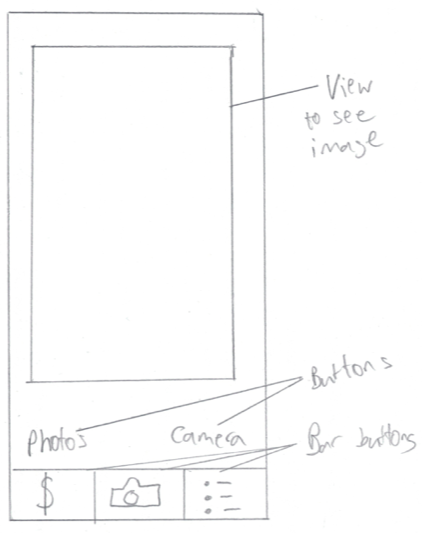 View
to see
image
Buttons
Photos
Camera
Bar buttons
$